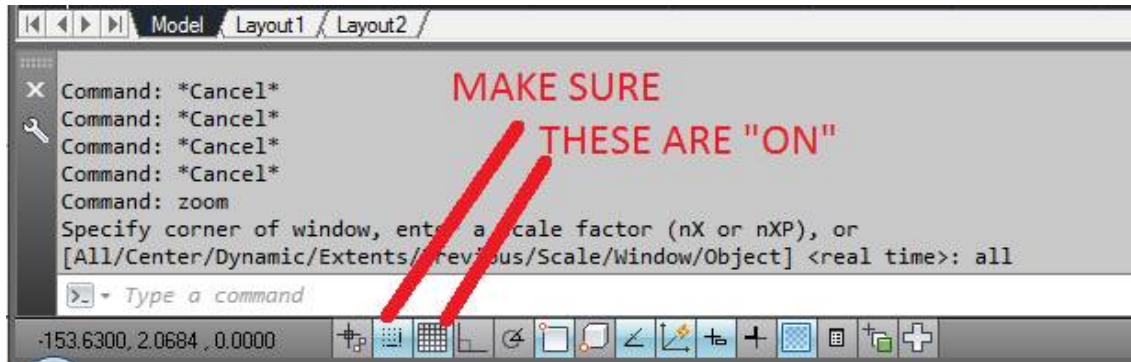 Model Layout1 Layout2
MAKE SURE
THESE ARE "ON"
Command: *Cancel*
Command: *Cancel*
Command: *Cancel*
Command: *Cancel*
Command: zoom
Specify corner of window, a scale factor (nX or nXP), or
[All/Center/Dynamic/Extents/Previous/Scale/Window/Object] <real time>: all
Type a command
-153.6300, 2.0684 , 0.0000